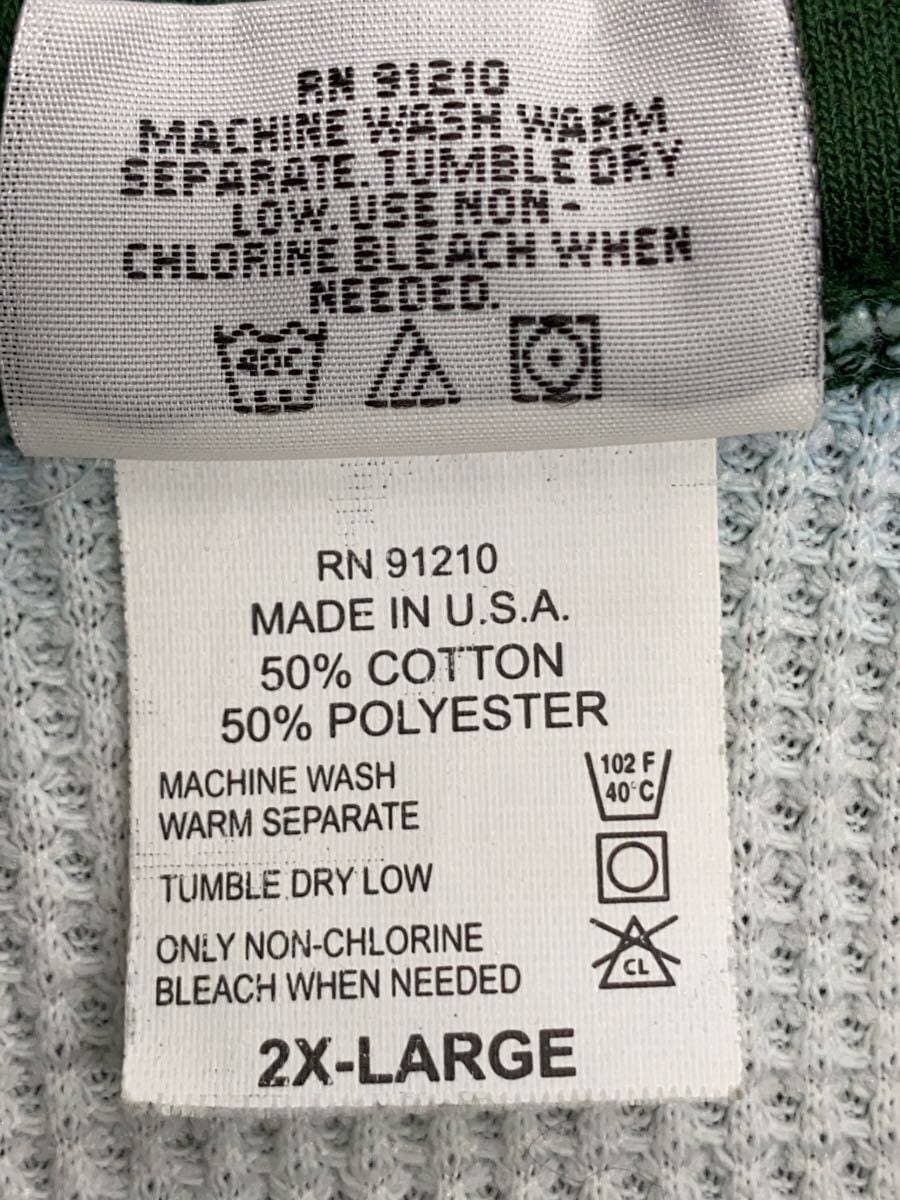 RN 91210
MACHINE WASH WARM
SEPARATE. TUMBLE DRY
LOW. USE NON-
CHLORINE BLEACH WHEN
NEEDED.
40C
RN 91210
MADE IN U.S.A.
50% COTTON
50% POLYESTER
MACHINE WASH
WARM SEPARATE
102 F
40°C
TUMBLE DRY LOW
ONLY NON-CHLORINE
BLEACH WHEN NEEDED
CL
2X-LARGE